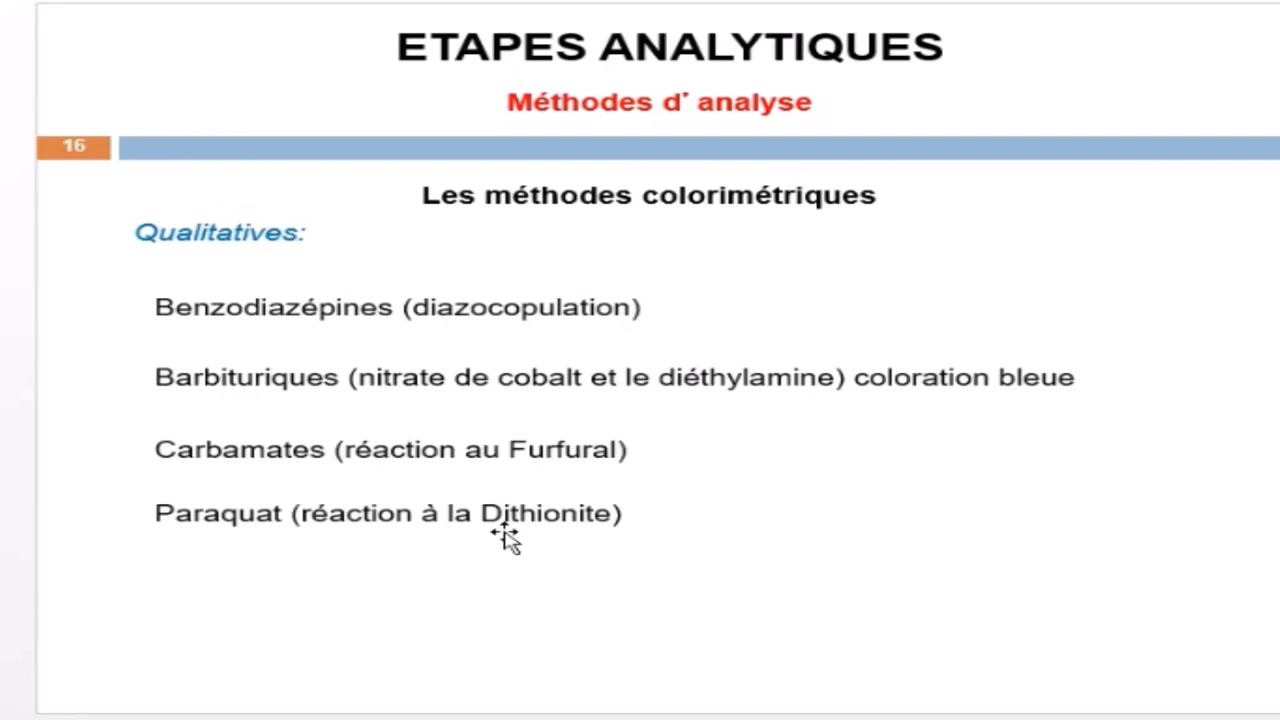 ETAPES ANALYTIQUES
Méthodes d' analyse
16
Les méthodes colorimétriques
Qualitatives:
Benzodiazépines (diazocopulation)
Barbituriques (nitrate de cobalt et le diéthylamine) coloration bleue
Carbamates (réaction au Furfural)
Paraquat (réaction à la Dithionite)